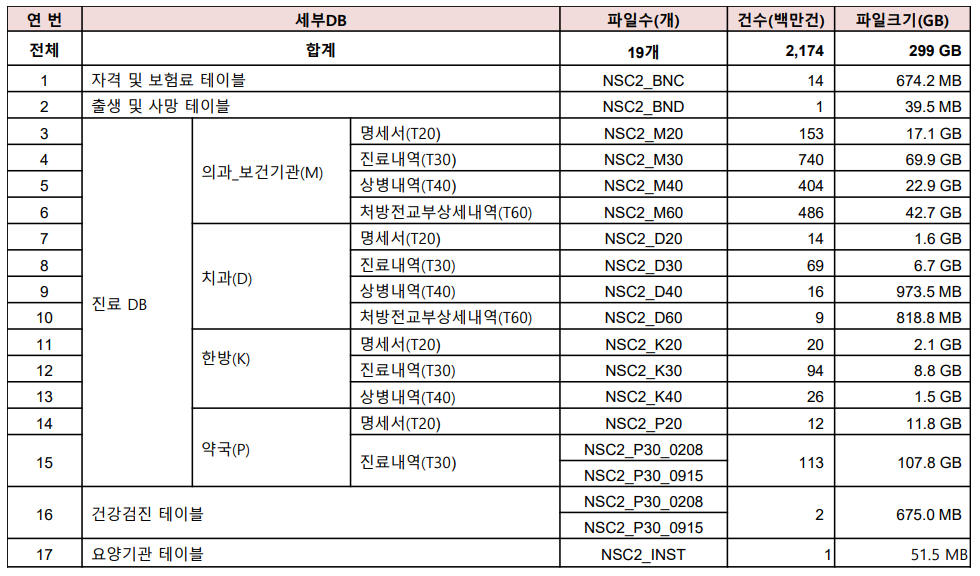 연 번 세부DB 파일수(개) 건수(백만건) 파일크기(GB)
전체 합계 19개 2,174 299 GB
1 자격 및 보험료 테이블 NSC2_BNC 14 674.2 MB
2 출생 및 사망 테이블 NSC2_BND 1 39.5 MB
3 명세서(T20) NSC2_M20 153 17.1 GB
4 진료내역(T30) NSC2_M30 740 69.9 GB
의과_보건기관(M)
5 상병내역(T40) NSC2_M40 404 22.9 GB
6 처방전교부상세내역(T60) NSC2_M60 486 42.7 GB
7 명세서(T20) NSC2_D20 14 1.6 GB
8 진료내역(T30) NSC2_D30 69 6.7 GB
치과(D)
9 상병내역(T40) NSC2_D40 16 973.5 MB
진료 DB
10 처방전교부상세내역(T60) NSC2_D60 9 818.8 MB
11 명세서(T20) NSC2_K20 20 2.1 GB
한방(K)
12 진료내역(T30) NSC2_K30 94 8.8 GB
13 상병내역(T40) NSC2_K40 26 1.5 GB
14 명세서(T20) NSC2_P20 12 11.8 GB
약국(P)
NSC2_P30_0208
15 진료내역(T30) 113 107.8 GB
NSC2_P30_0915
NSC2_P30_0208
16 건강검진 테이블 2 675.0 MB
NSC2_P30_0915
17 요양기관 테이블 NSC2_INST 1 51.5 MB